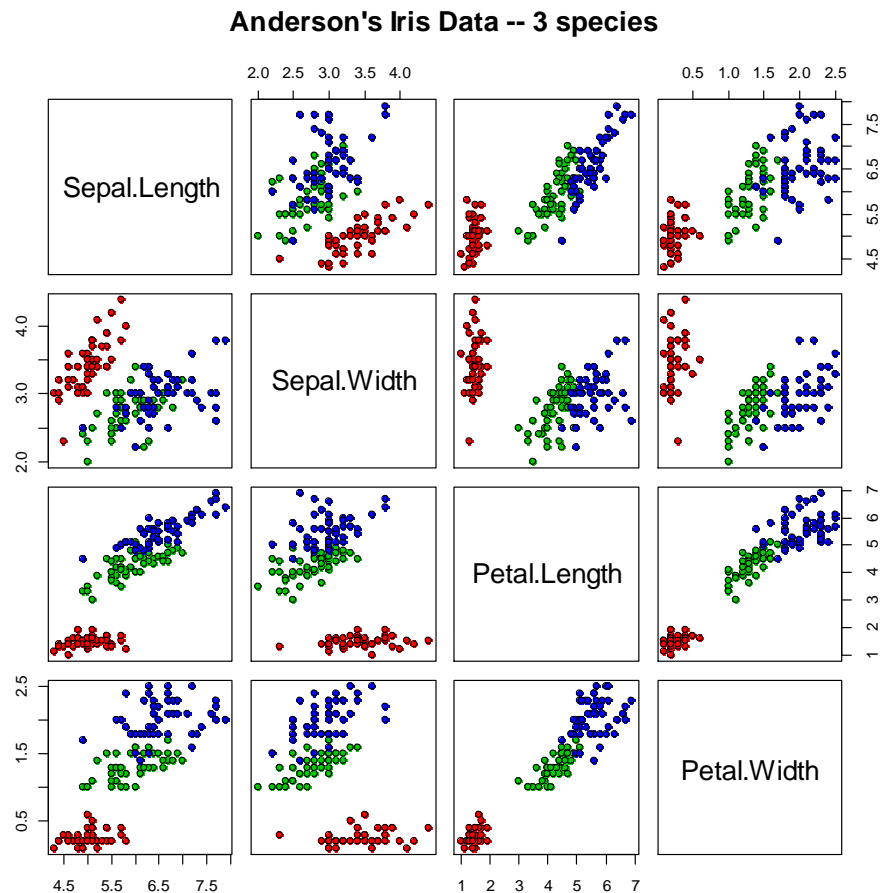 Anderson's Iris Data -- 3 species
2.0 2.5 3.0 3.5 4.0
0.5 1.0 1.5 2.0 2.5
Sepal.Length
4.5 5.5 6.5 7.5
2.0 3.0 4.0
Sepal.Width
Petal.Length
1 2 3 4 5 6 7
0.5 1.5 2.5
Petal.Width
4.5 5.5 6.5 7.5
1 2 3 4 5 6 7